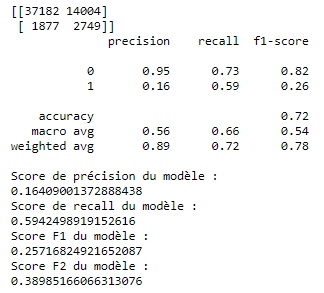 [[37182 14004]
[ 1877 2749]]
precision recall f1-score
0 0.95 0.73 0.82
1 0.16 0.59 0.26
accuracy 0.72
macro avg 0.56 0.66 0.54
weighted avg 0.89 0.72 0.78
Score de précision du modèle :
0.16409001372888438
Score de recall du modèle :
0.5942498919152616
Score F1 du modèle :
0.25716824921652087
Score F2 du modèle :
0.38985166066313076